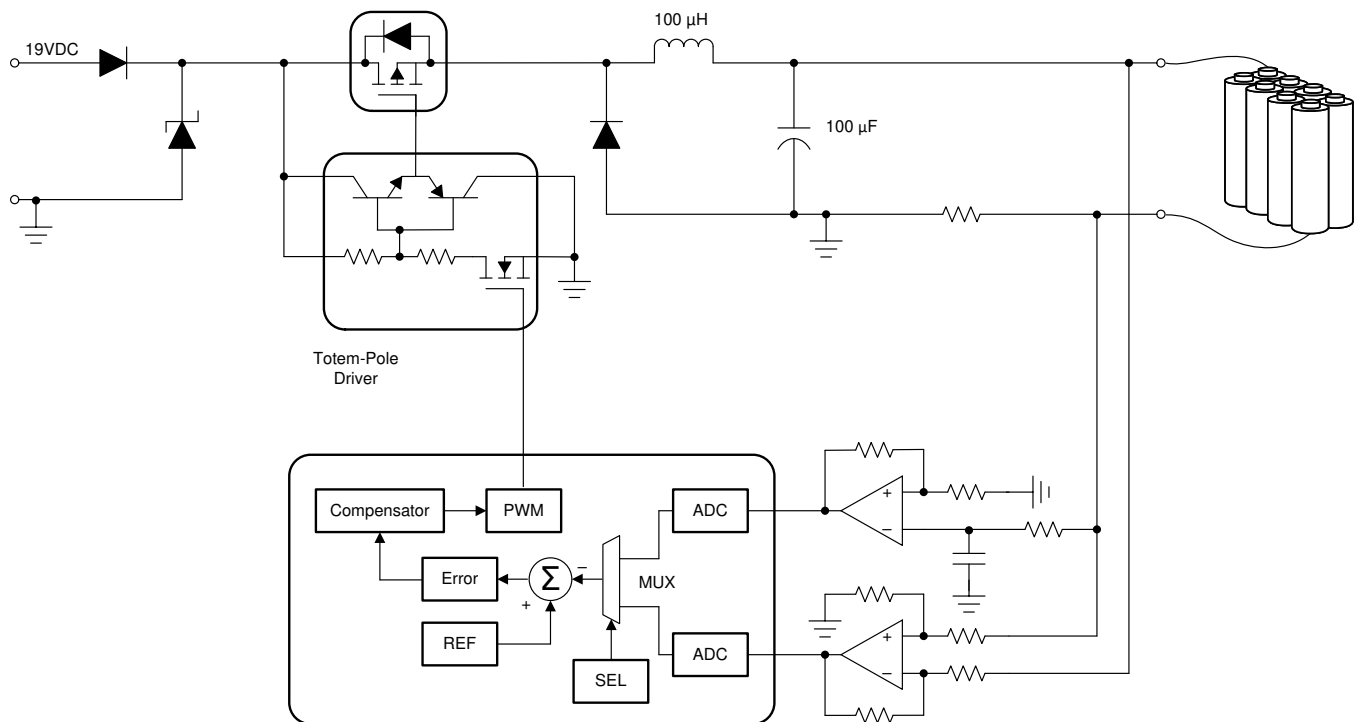 19VDC
100 µH
100 µF
Totem-Pole
Driver
Compensator
PWM
ADC
Error
Σ
−
+
MUX
REF
SEL
ADC
+
−
+
−